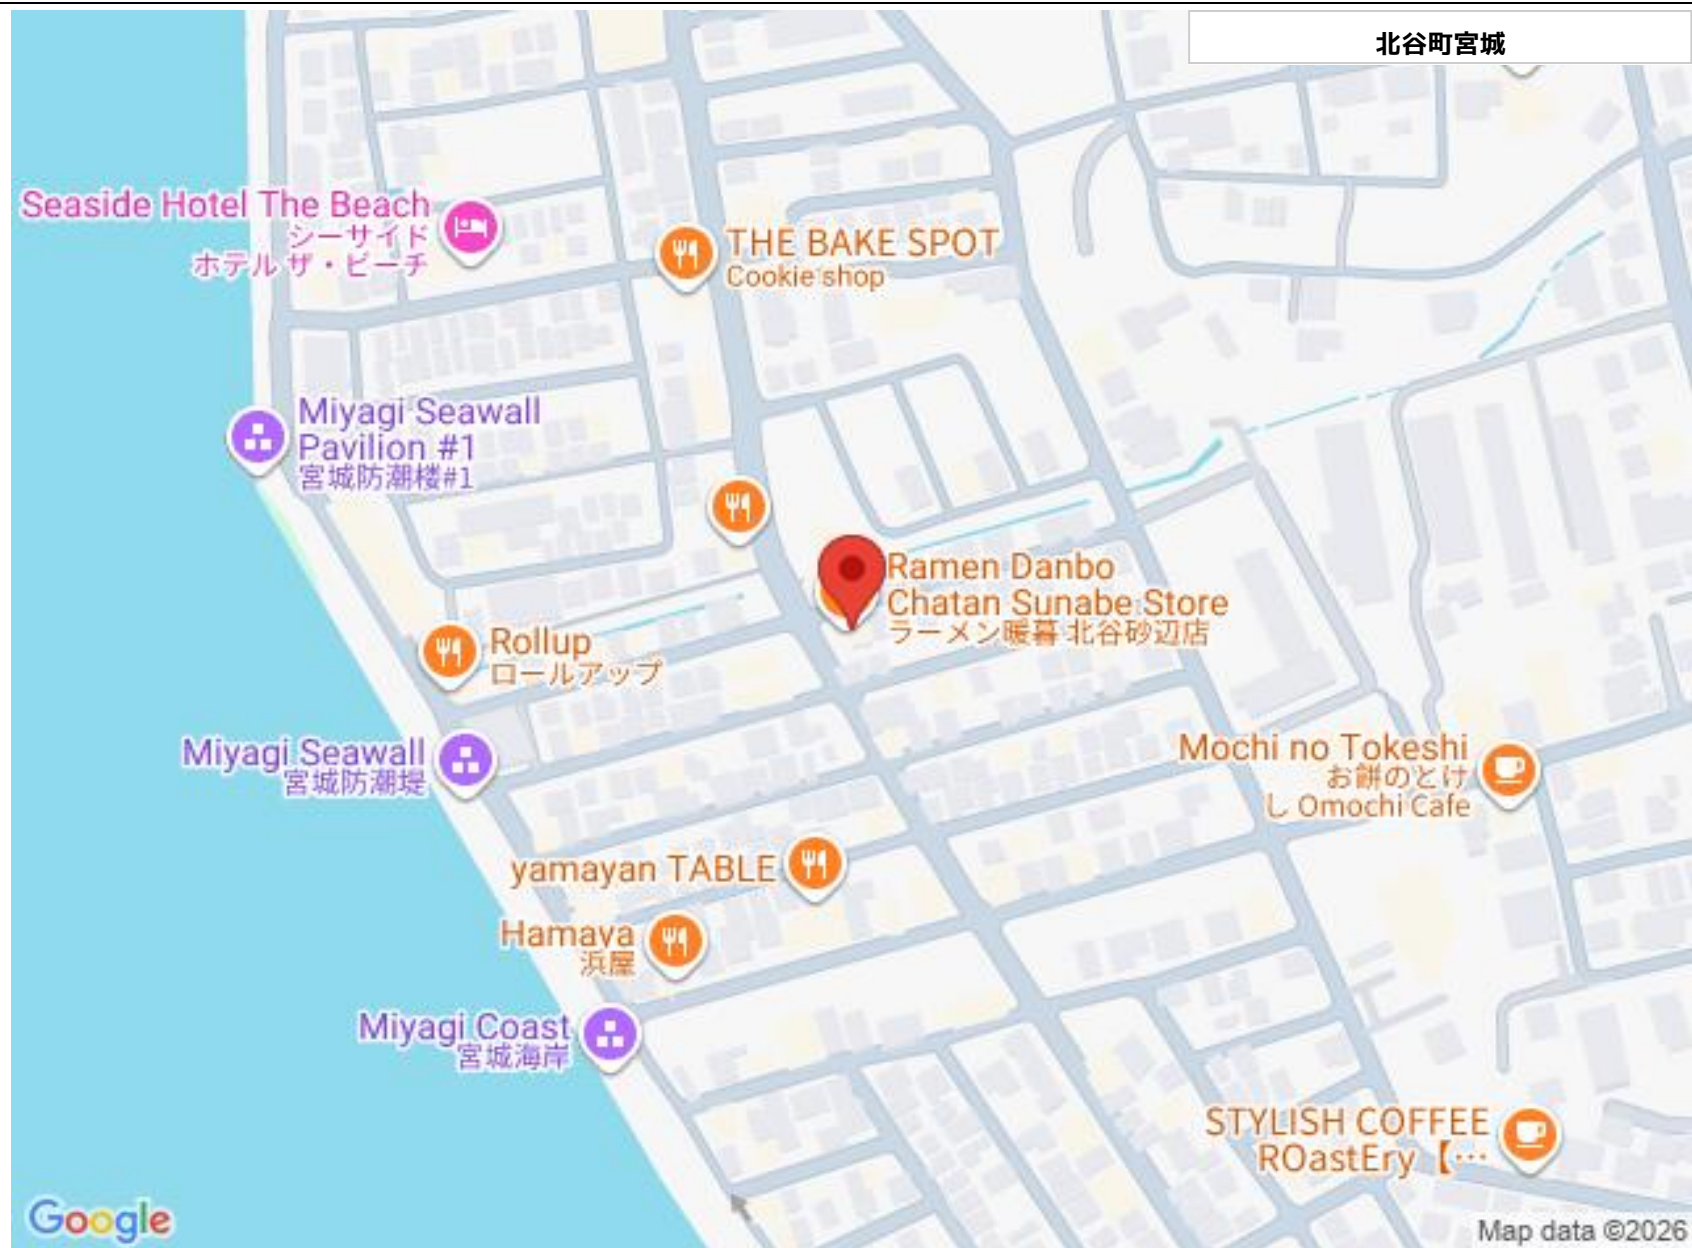 北谷町宮城
Seaside Hotel The Beach
シーサイド
ホテル ザ・ビーチ
THE BAKE SPOT
Cookie shop
Miyagi Seawall
Pavilion #1
宮城防潮楼#1
Ramen Danbo
Chatan Sunabe Store
ラーメン暖暮 北谷砂辺店
Rollup
ロールアップ
Miyagi Seawall
宮城防潮堤
Mochi no Tokeshi
お餅のとけ
し Omochi Cafe
yamayan TABLE
Hamaya
浜屋
Miyagi Coast
宮城海岸
STYLISH COFFEE
ROastEry【…
Google
Map data ©2026